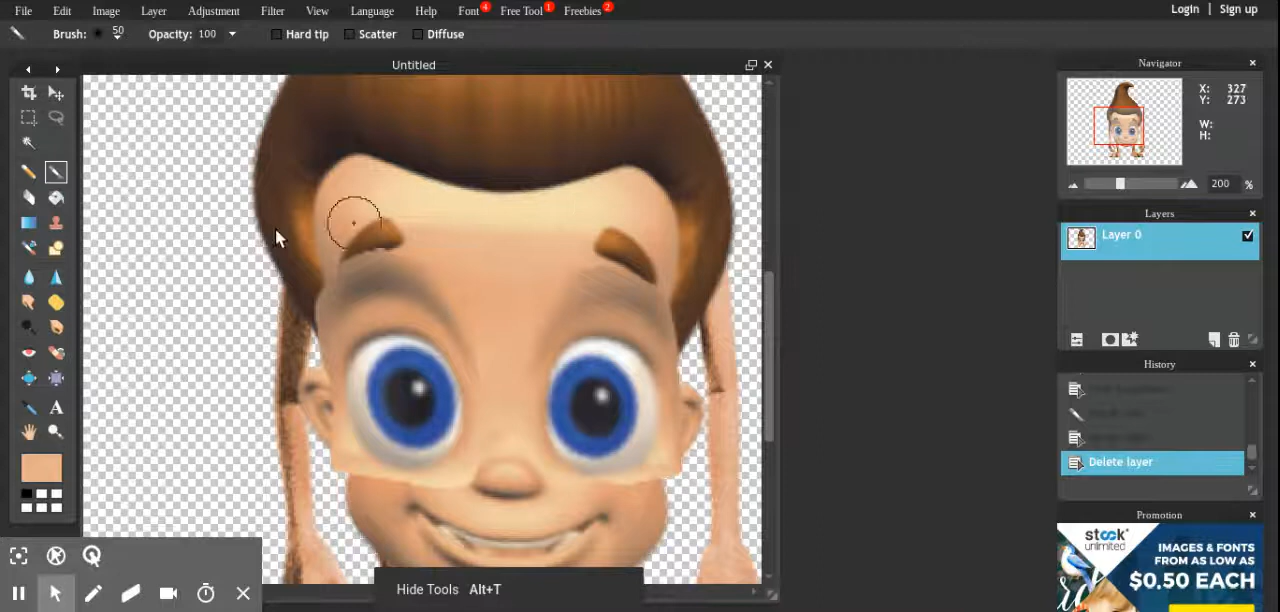 File Edit Image Layer Adjustment Filter View Language Help Font 4 Free Tool 1 Freebies 2 Login | Sign up
Brush: 50 Opacity: 100 Hard tip Scatter Diffuse
Untitled
Navigator
X: 327
Y: 273
W:
H:
200 %
Layers
Layer 0
History
Delete layer
Promotion
stock
unlimited
IMAGES & FONTS
FROM AS LOW AS
$0.50 EACH
A
Hide Tools Alt+T